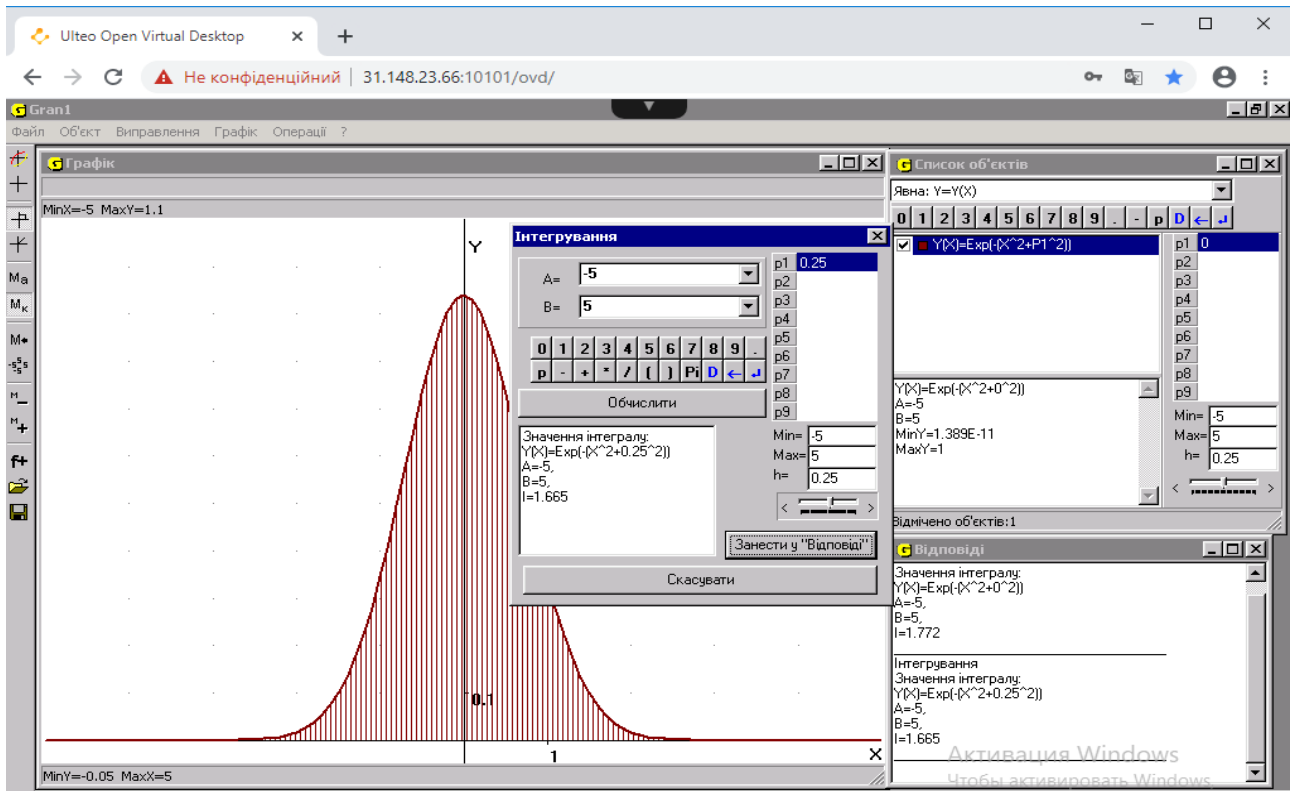 Ulteo Open Virtual Desktop
Не конфіденційний | 31.148.23.66:10101/ovd/
Gran1
Файл Об'єкт Виправлення Графік Операції ?
Графік
MinX=-5 MaxY=1.1
Y
0.1
1
X
MinY=-0.05 MaxX=5
Ma
Mк
M
-5 5 5 5
M
M+
f+
Інтегрування
A= -5
B= 5
0 1 2 3 4 5 6 7 8 9 .
p - + * / ( ) Pi D ← ↲
Обчислити
Значення інтегралу:
Y(X)=Exp(-(X^2+0.25^2))
A=-5,
B=5,
I=1.665
p1 0.25
p2
p3
p4
p5
p6
p7
p8
p9
Min= -5
Max= 5
h= 0.25
< >
Занести у "Відповіді"
Скасувати
Список об'єктів
Явна: Y=Y(X)
0 1 2 3 4 5 6 7 8 9 . - p D ← ↲
Y(X)=Exp(-(X^2+P1^2))
p1 0
p2
p3
p4
p5
p6
p7
p8
p9
Y(X)=Exp(-(X^2+0^2))
A=-5
B=5
MinY=1.389E-11
MaxY=1
Min= -5
Max= 5
h= 0.25
< >
Відмічено об'єктів:1
Відповіді
Значення інтегралу:
Y(X)=Exp(-(X^2+0^2))
A=-5,
B=5,
I=1.772
Інтегрування
Значення інтегралу:
Y(X)=Exp(-(X^2+0.25^2))
A=-5,
B=5,
I=1.665
Активация Windows
Чтобы активировать Windows,